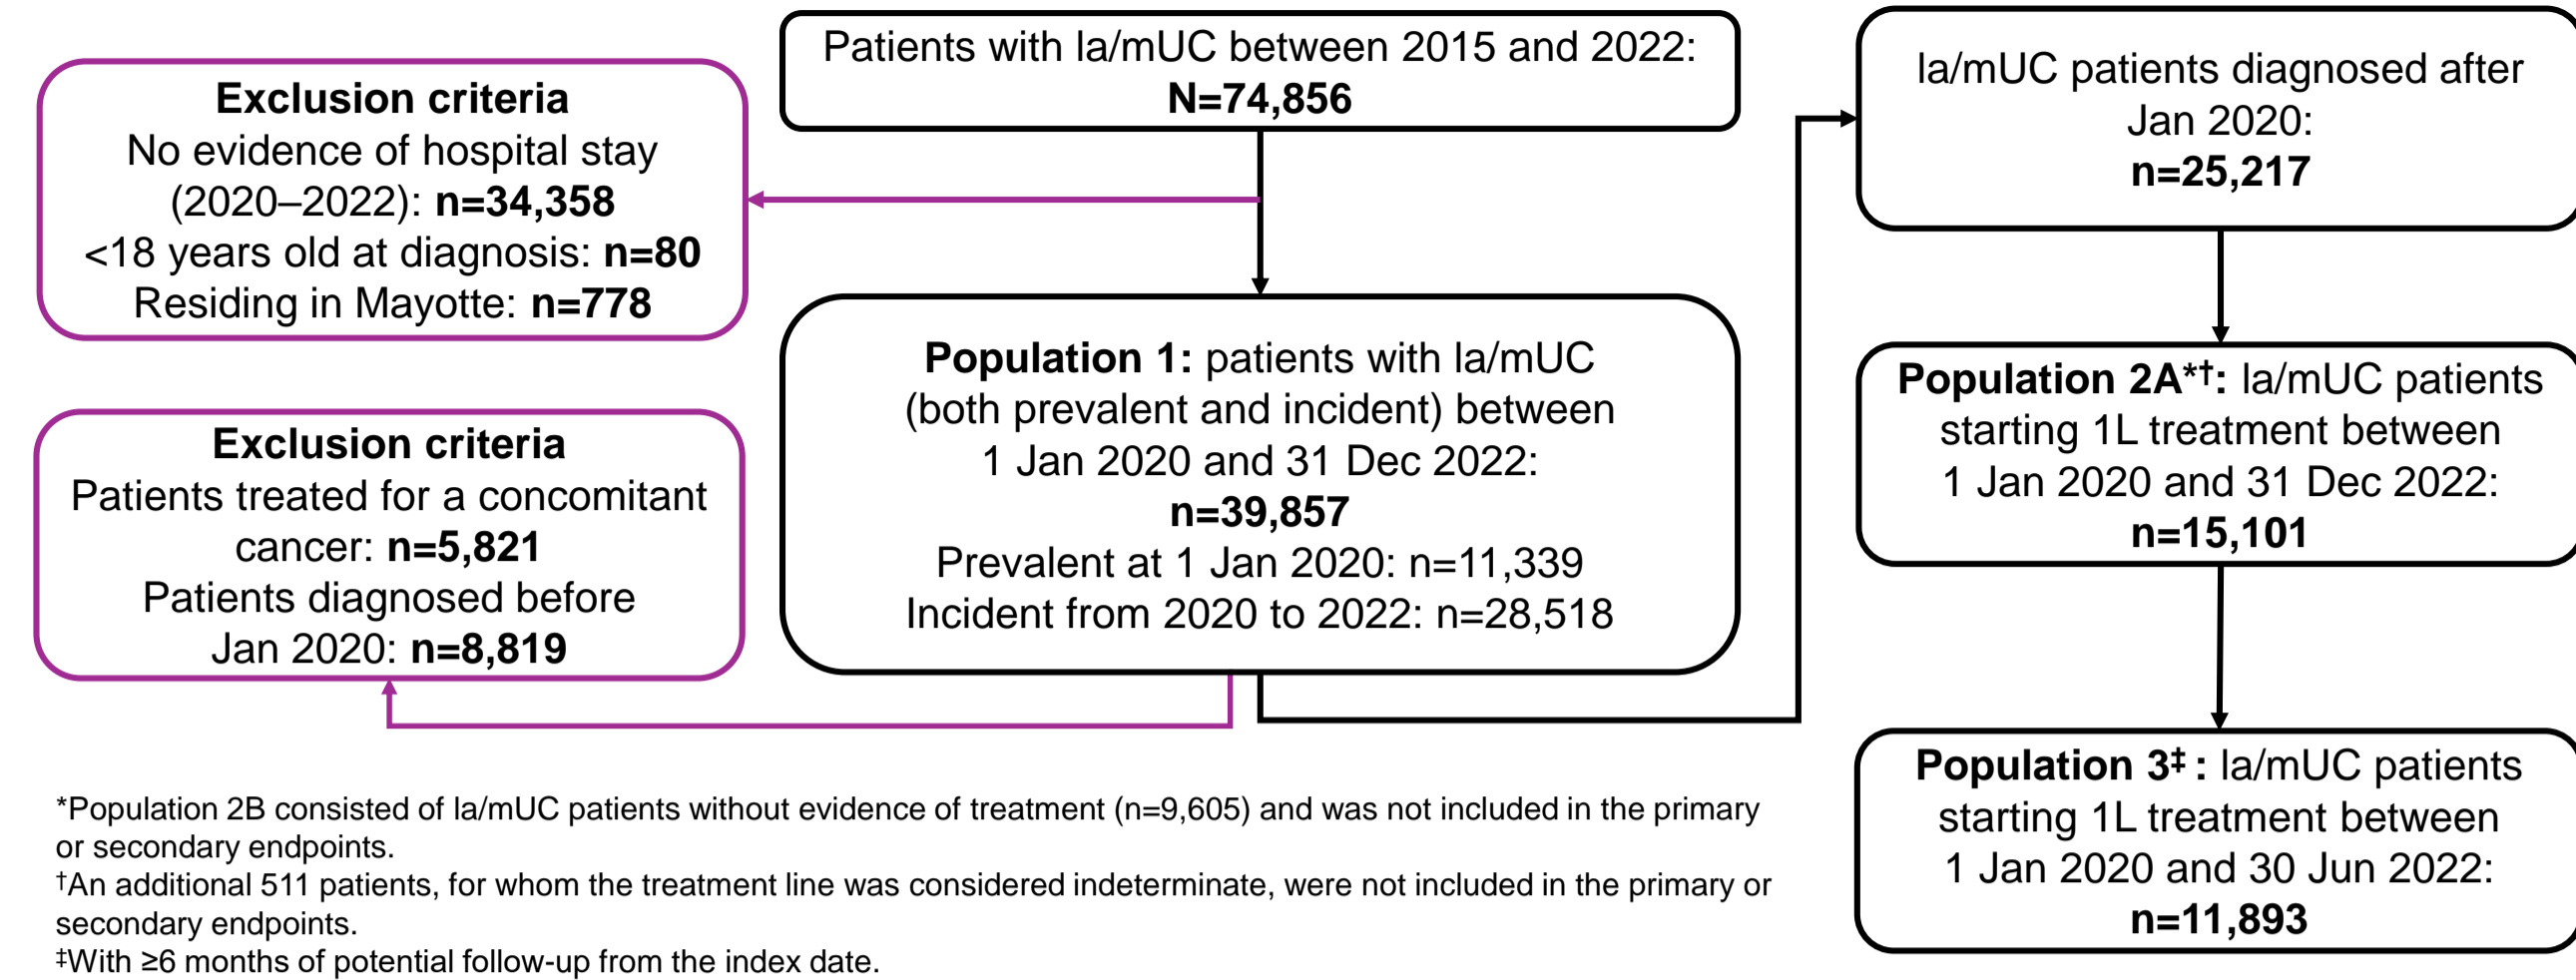 Patients with la/mUC between 2015 and 2022:
N=74,856
Exclusion criteria
No evidence of hospital stay
(2020–2022): n=34,358
<18 years old at diagnosis: n=80
Residing in Mayotte: n=778
Population 1: patients with la/mUC
(both prevalent and incident) between
1 Jan 2020 and 31 Dec 2022:
n=39,857
Prevalent at 1 Jan 2020: n=11,339
Incident from 2020 to 2022: n=28,518
Exclusion criteria
Patients treated for a concomitant
cancer: n=5,821
Patients diagnosed before
Jan 2020: n=8,819
la/mUC patients diagnosed after
Jan 2020:
n=25,217
Population 2A*†: la/mUC patients
starting 1L treatment between
1 Jan 2020 and 31 Dec 2022:
n=15,101
Population 3‡ : la/mUC patients
starting 1L treatment between
1 Jan 2020 and 30 Jun 2022:
n=11,893
*Population 2B consisted of la/mUC patients without evidence of treatment (n=9,605) and was not included in the primary
or secondary endpoints.
†An additional 511 patients, for whom the treatment line was considered indeterminate, were not included in the primary or
secondary endpoints.
‡With ≥6 months of potential follow-up from the index date.